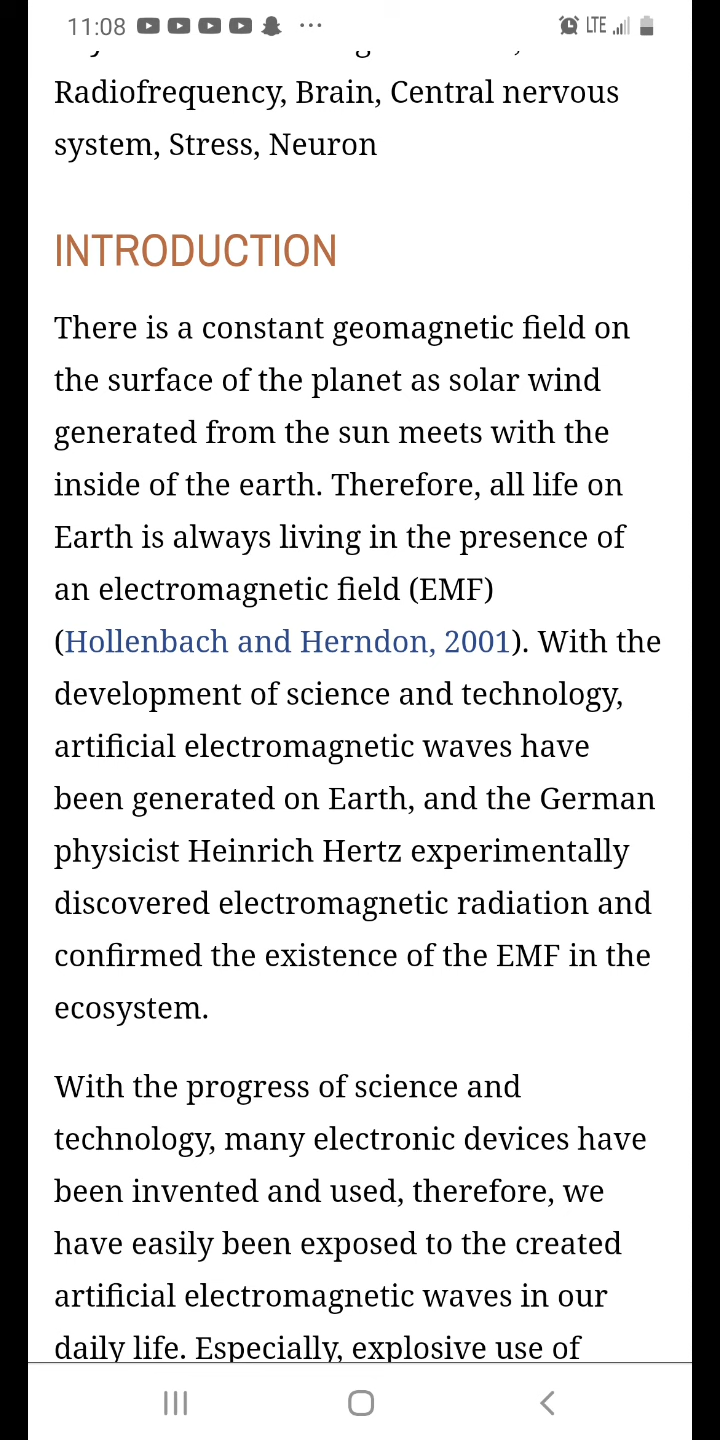 11:08
LTE
Radiofrequency, Brain, Central nervous
system, Stress, Neuron
INTRODUCTION
There is a constant geomagnetic field on
the surface of the planet as solar wind
generated from the sun meets with the
inside of the earth. Therefore, all life on
Earth is always living in the presence of
an electromagnetic field (EMF)
(Hollenbach and Herndon, 2001). With the
development of science and technology,
artificial electromagnetic waves have
been generated on Earth, and the German
physicist Heinrich Hertz experimentally
discovered electromagnetic radiation and
confirmed the existence of the EMF in the
ecosystem.
With the progress of science and
technology, many electronic devices have
been invented and used, therefore, we
have easily been exposed to the created
artificial electromagnetic waves in our
daily life. Especially, explosive use of